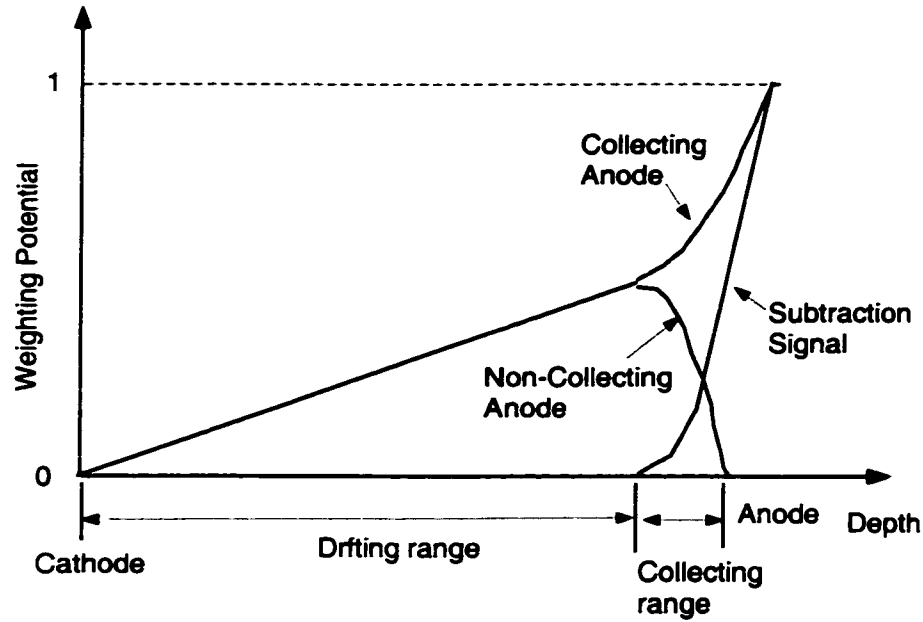 1
Collecting
Anode
Weighting Potential
Subtraction
Signal
Non-Collecting
Anode
0
Anode
Depth
Drfting range
Cathode
Collecting
range